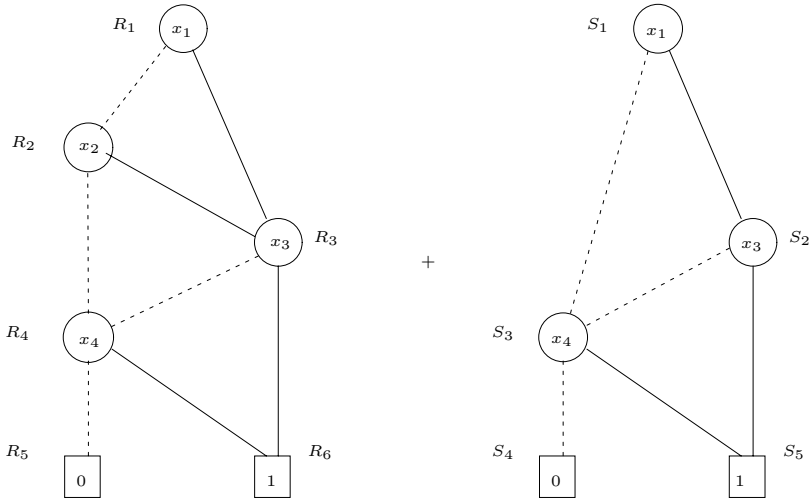 R₁ x₁ S₁ x₁
R₂ x₂
x₃ R₃ + x₃ S₂
R₄ x₄ S₃ x₄
R₅ R₆ S₄ S₅
0 1 0 1